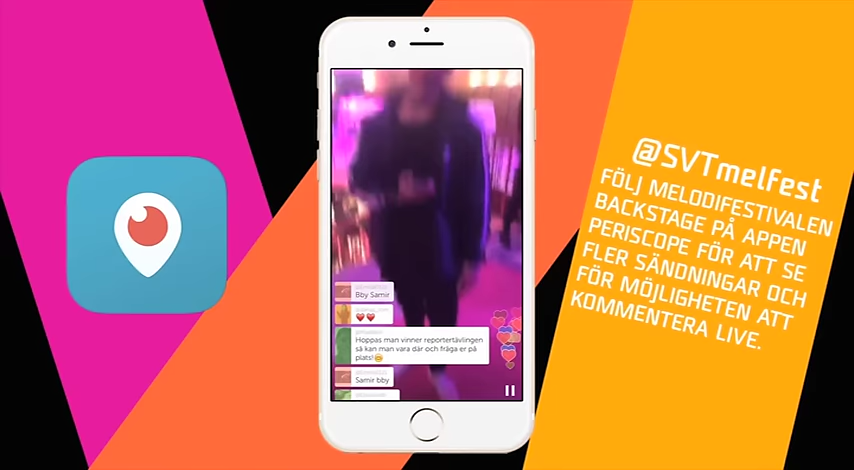 @SVTmelfest
FÖLJ MELODIFESTIVALEN
BACKSTAGE PÅ APPEN
PERISCOPE FÖR ATT SE
FLER SÄNDNINGAR OCH
FÖR MÖJLIGHETEN ATT
KOMMENTERA LIVE.
Bby Samir
Hoppas man vinner reportertävlingen
så kan man vara där och fråga er på
plats!
Samir bby